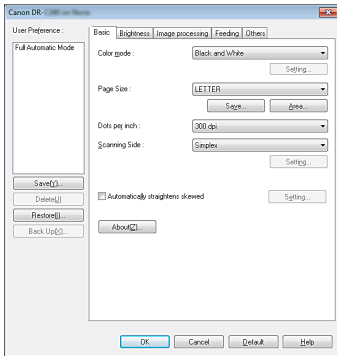 Canon DR-
User Preference :
Full Automatic Mode
Save(Y)...
Delete(J)
Restore(I)...
Back Up(X)...
Basic Brightness Image processing Feeding Others
Color mode : Black and White
Setting...
Page Size : LETTER
Save... Area...
Dots per inch : 300 dpi
Scanning Side : Simplex
Setting...
Automatically straightens skewed Setting...
About(Z)...
OK Cancel Default Help